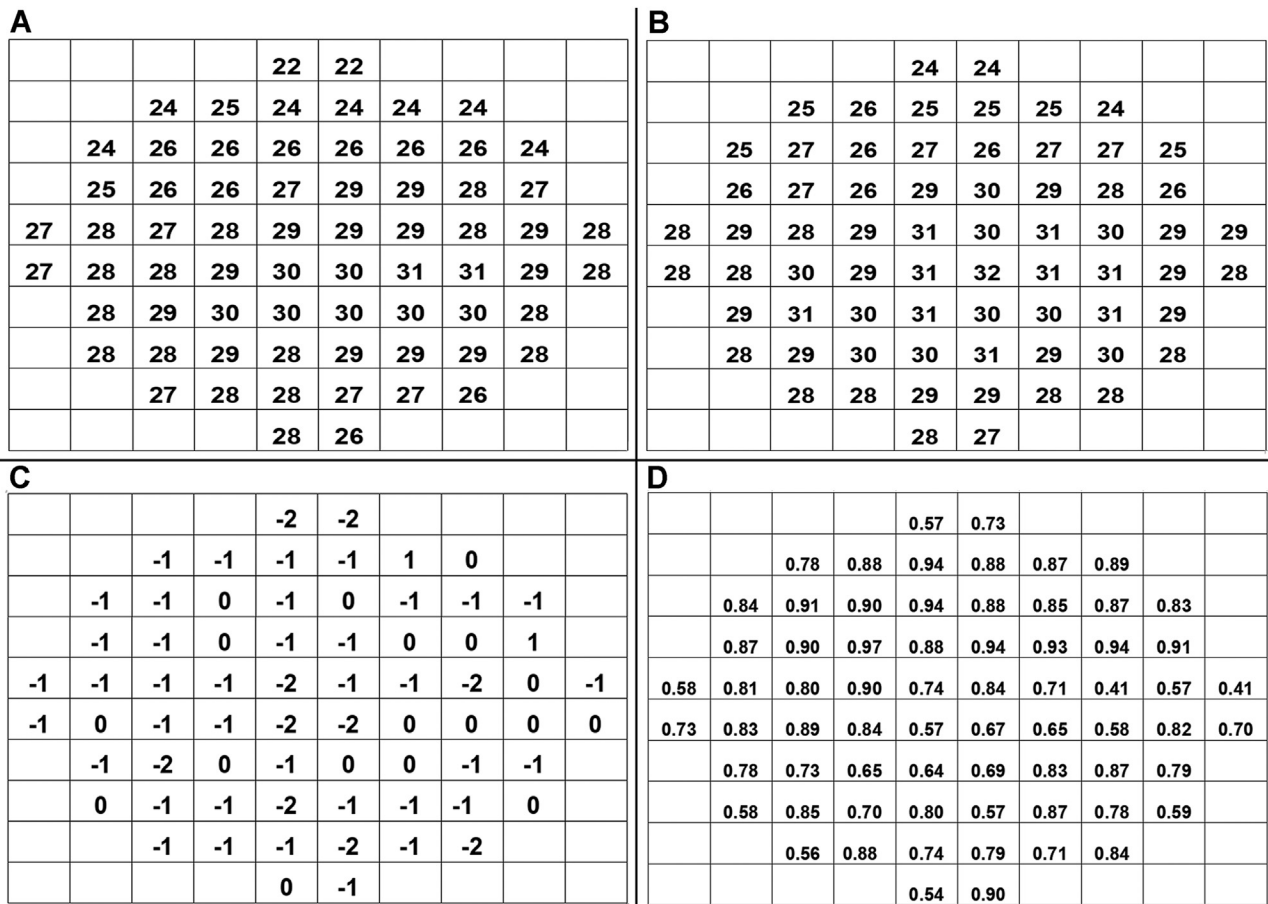 A
22 22
24 25 24 24 24 24
24 26 26 26 26 26 26 24
25 26 26 27 29 29 28 27
27 28 27 28 29 29 29 28 29 28
27 28 28 29 30 30 31 31 29 28
28 29 30 30 30 30 30 28
28 28 29 28 29 29 29 28
27 28 28 27 27 26
28 26
B
24 24
25 26 25 25 25 24
25 27 26 27 26 27 27 25
26 27 26 29 30 29 28 26
28 29 28 29 31 30 31 30 29 29
28 28 30 29 31 32 31 31 29 28
29 31 30 31 30 30 31 29
28 29 30 30 31 29 30 28
28 28 29 29 28 28
28 27
C
-2 -2
-1 -1 -1 -1 1 0
-1 -1 0 -1 0 -1 -1 -1
-1 -1 0 -1 -1 0 0 1
-1 -1 -1 -1 -2 -1 -1 -2 0 -1
-1 0 -1 -1 -2 -2 0 0 0 0
-1 -2 0 -1 0 0 -1 -1
0 -1 -1 -2 -1 -1 -1 0
-1 -1 -1 -2 -1 -2
0 -1
D
0.57 0.73
0.78 0.88 0.94 0.88 0.87 0.89
0.84 0.91 0.90 0.94 0.88 0.85 0.87 0.83
0.87 0.90 0.97 0.88 0.94 0.93 0.94 0.91
0.58 0.81 0.80 0.90 0.74 0.84 0.71 0.41 0.57 0.41
0.73 0.83 0.89 0.84 0.57 0.67 0.65 0.58 0.82 0.70
0.78 0.73 0.65 0.64 0.69 0.83 0.87 0.79
0.58 0.85 0.70 0.80 0.57 0.87 0.78 0.59
0.56 0.88 0.74 0.79 0.71 0.84
0.54 0.90